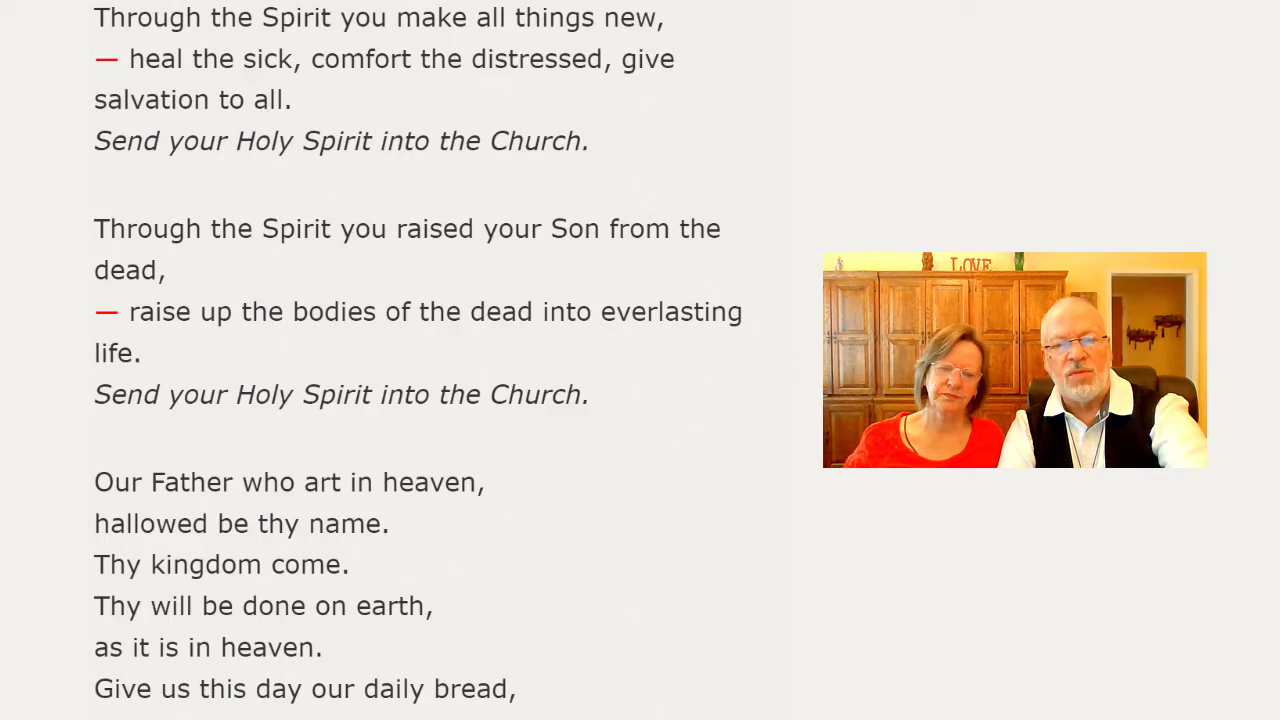 Through the Spirit you make all things new,
— heal the sick, comfort the distressed, give
salvation to all.
Send your Holy Spirit into the Church.
Through the Spirit you raised your Son from the
dead,
— raise up the bodies of the dead into everlasting
life.
Send your Holy Spirit into the Church.
Our Father who art in heaven,
hallowed be thy name.
Thy kingdom come.
Thy will be done on earth,
as it is in heaven.
Give us this day our daily bread,
LOVE